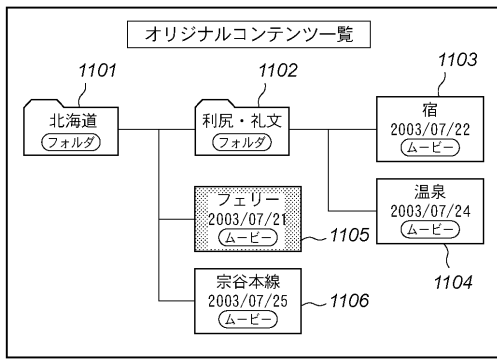 オリジナルコンテンツ一覧
1101
1102
1103
北海道
フォルダ
利尻・礼文
フォルダ
宿
2003/07/22
ムービー
フェリー
2003/07/21
ムービー
1105
温泉
2003/07/24
ムービー
1104
宗谷本線
2003/07/25
ムービー
1106